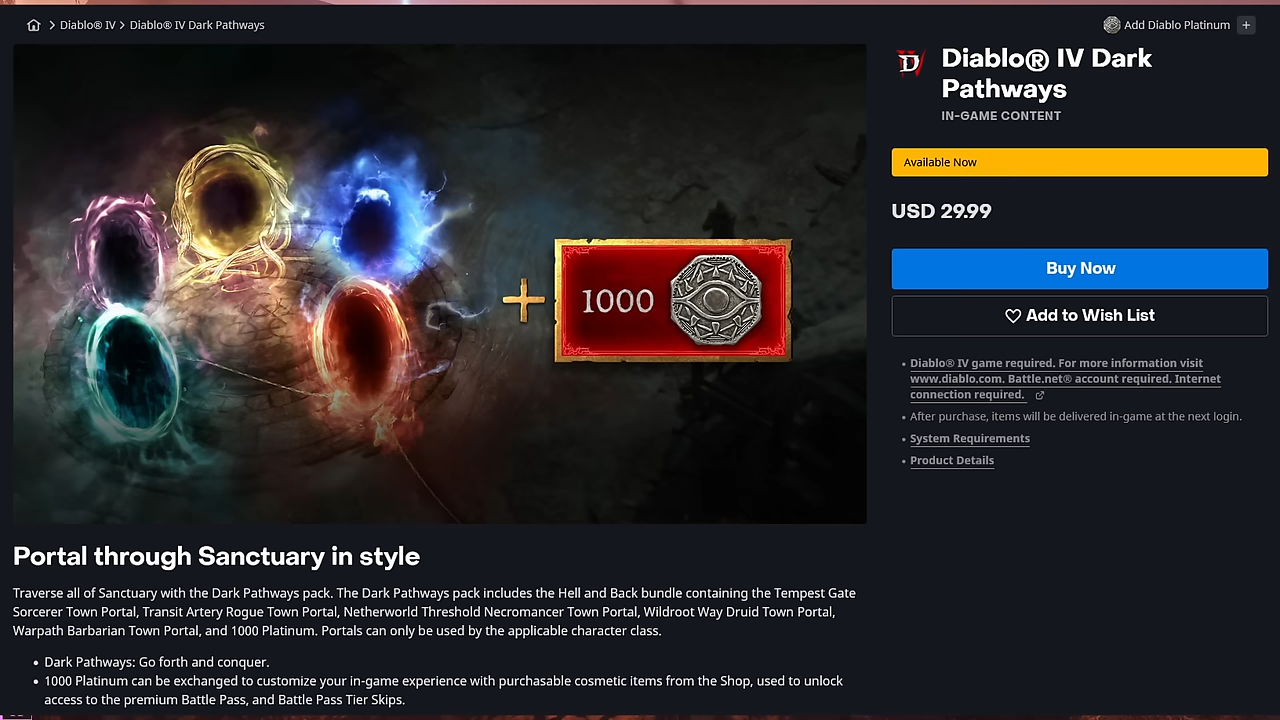 Diablo® IV > Diablo® IV Dark Pathways
Add Diablo Platinum +
1000
Diablo® IV Dark
Pathways
IN-GAME CONTENT
Available Now
USD 29.99
Buy Now
Add to Wish List
• Diablo® IV game required. For more information visit
www.diablo.com. Battle.net® account required. Internet
connection required.
• After purchase, items will be delivered in-game at the next login.
• System Requirements
• Product Details
Portal through Sanctuary in style
Traverse all of Sanctuary with the Dark Pathways pack. The Dark Pathways pack includes the Hell and Back bundle containing the Tempest Gate
Sorcerer Town Portal, Transit Artery Rogue Town Portal, Netherworld Threshold Necromancer Town Portal, Wildroot Way Druid Town Portal,
Warpath Barbarian Town Portal, and 1000 Platinum. Portals can only be used by the applicable character class.
• Dark Pathways: Go forth and conquer.
• 1000 Platinum can be exchanged to customize your in-game experience with purchasable cosmetic items from the Shop, used to unlock
access to the premium Battle Pass, and Battle Pass Tier Skips.